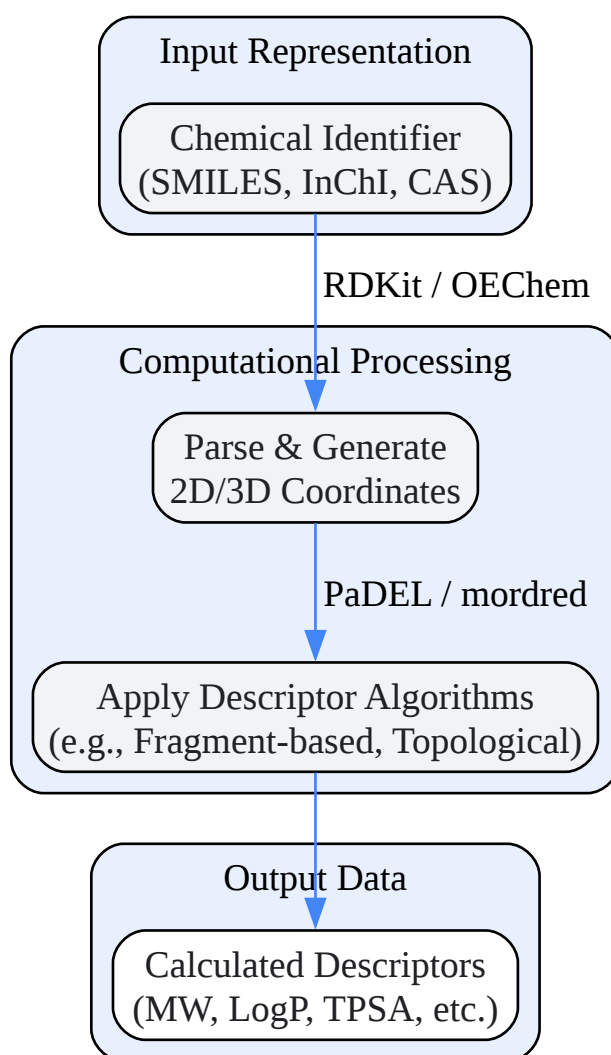 Input Representation
Chemical Identifier
(SMILES, InChI, CAS)
RDKit / OEChem
Computational Processing
Parse & Generate
2D/3D Coordinates
PaDEL / mordred
Apply Descriptor Algorithms
(e.g., Fragment-based, Topological)
Output Data
Calculated Descriptors
(MW, LogP, TPSA, etc.)